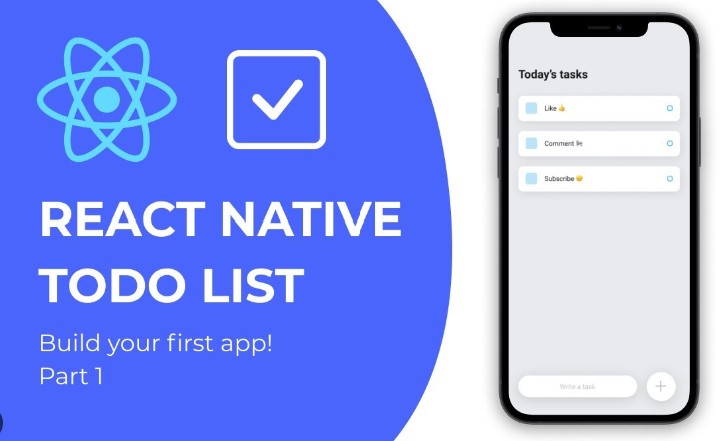 REACT NATIVE
TODO LIST
Build your first app!
Part 1
Today's tasks
Like 👍
Comment
Subscribe 😄
Write a task